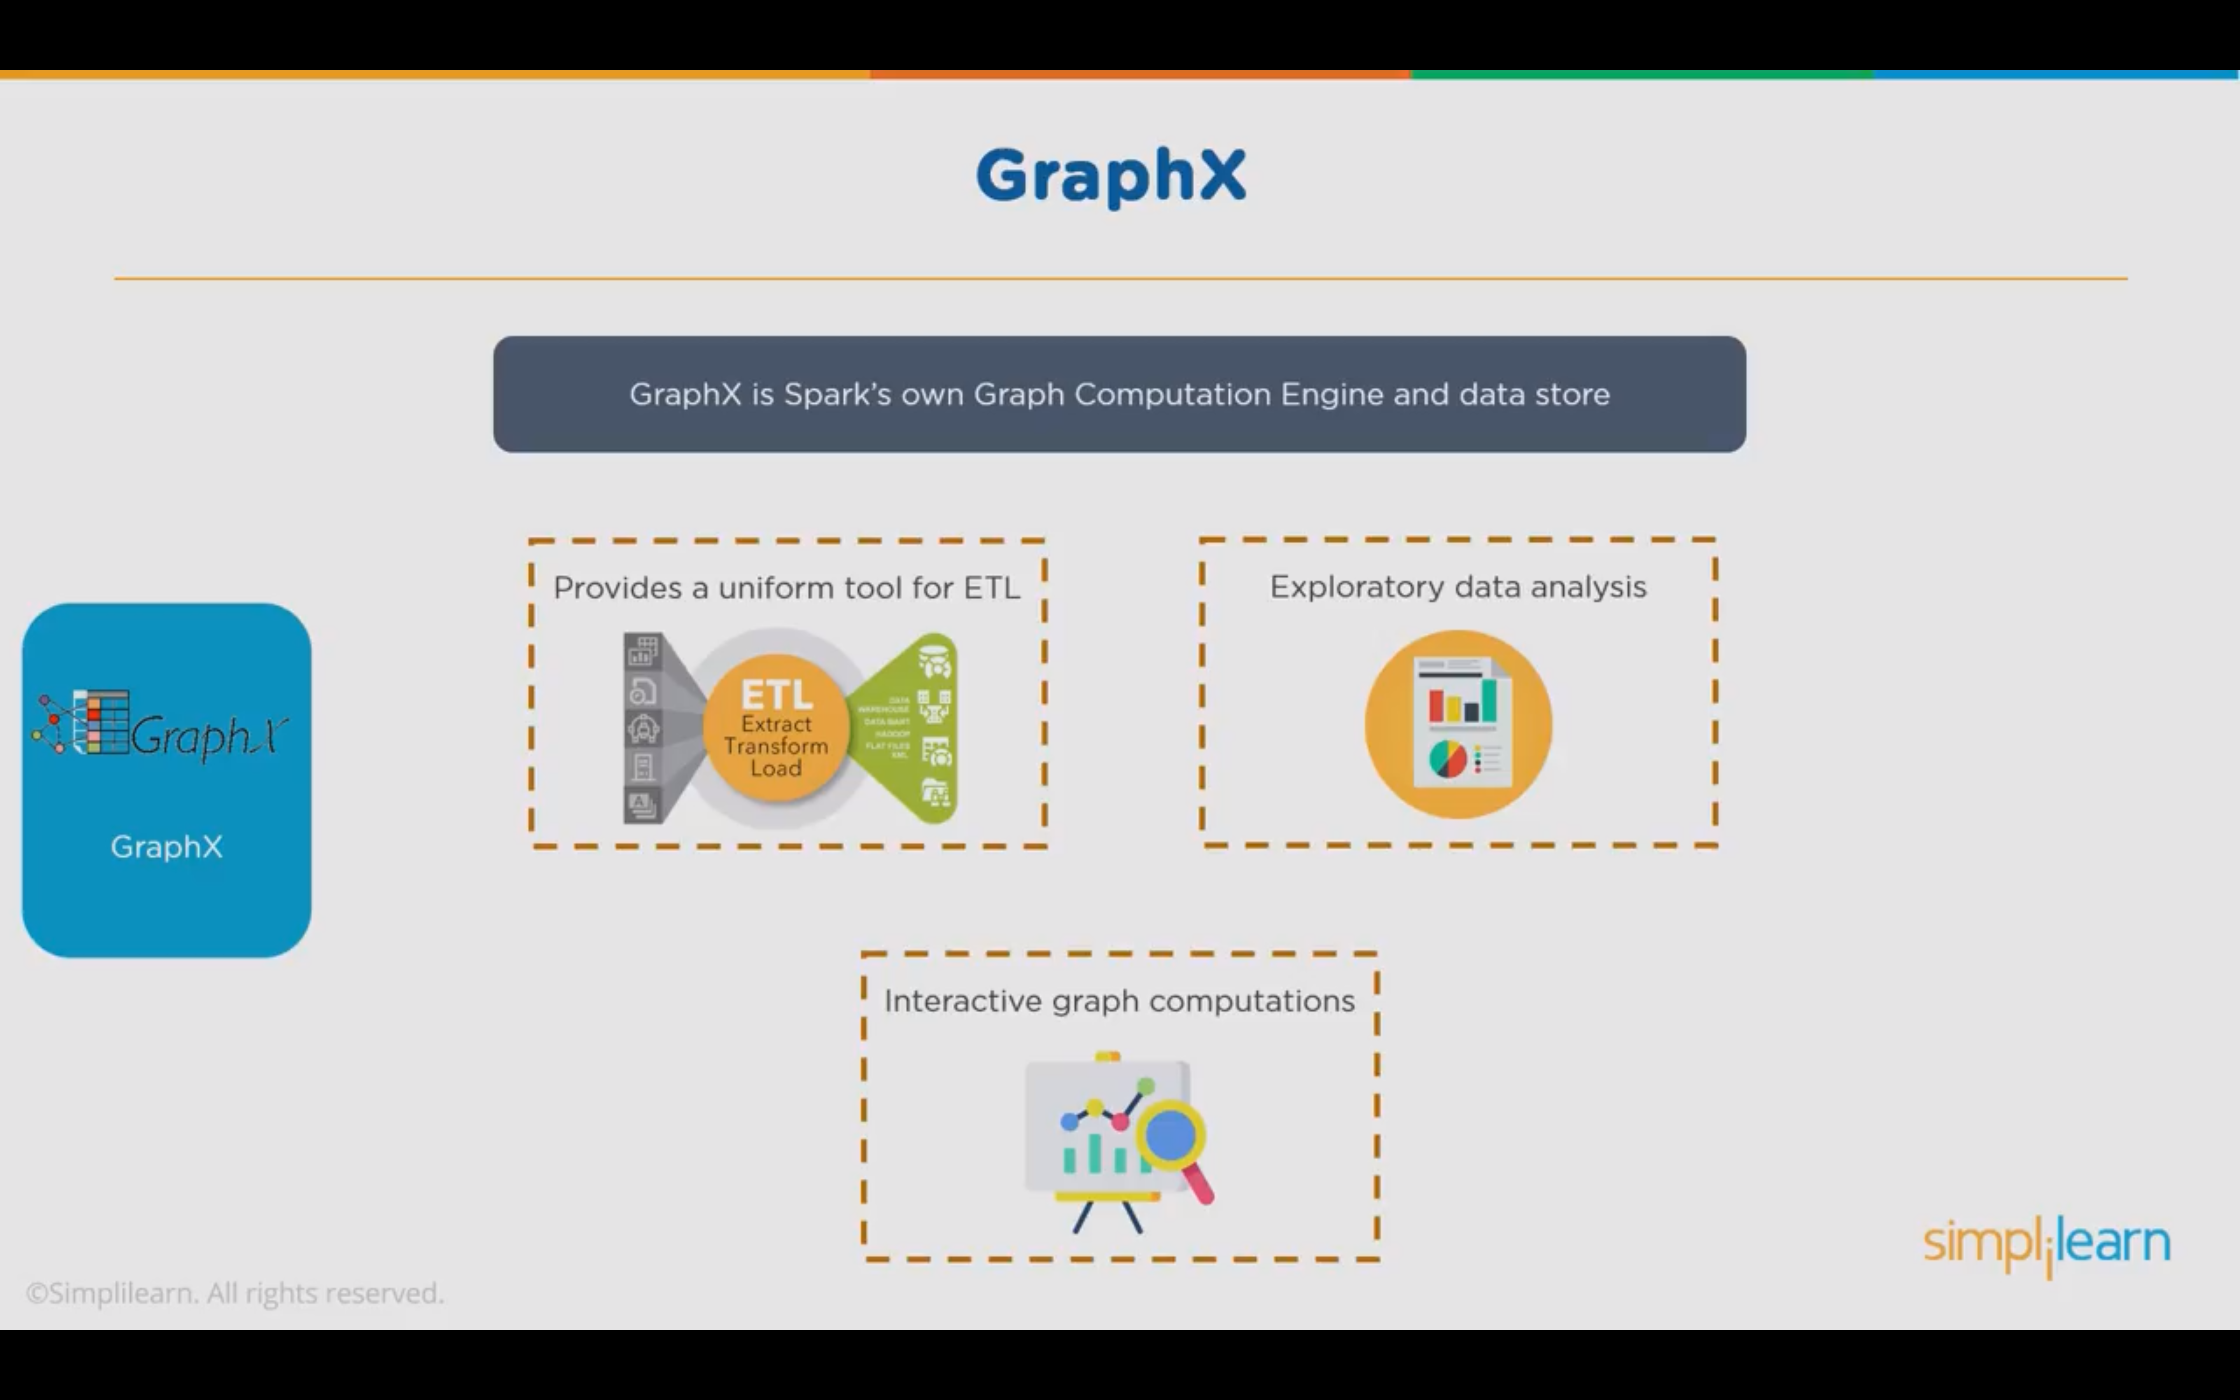 GraphX
GraphX is Spark's own Graph Computation Engine and data store
Provides a uniform tool for ETL
Exploratory data analysis
ETL
Extract
Transform
Load
DATA
WAREHOUSE
DATA MART
HADOOP
FLAT FILES
XML
GraphX
GraphX
Interactive graph computations
simplilearn
©Simplilearn. All rights reserved.